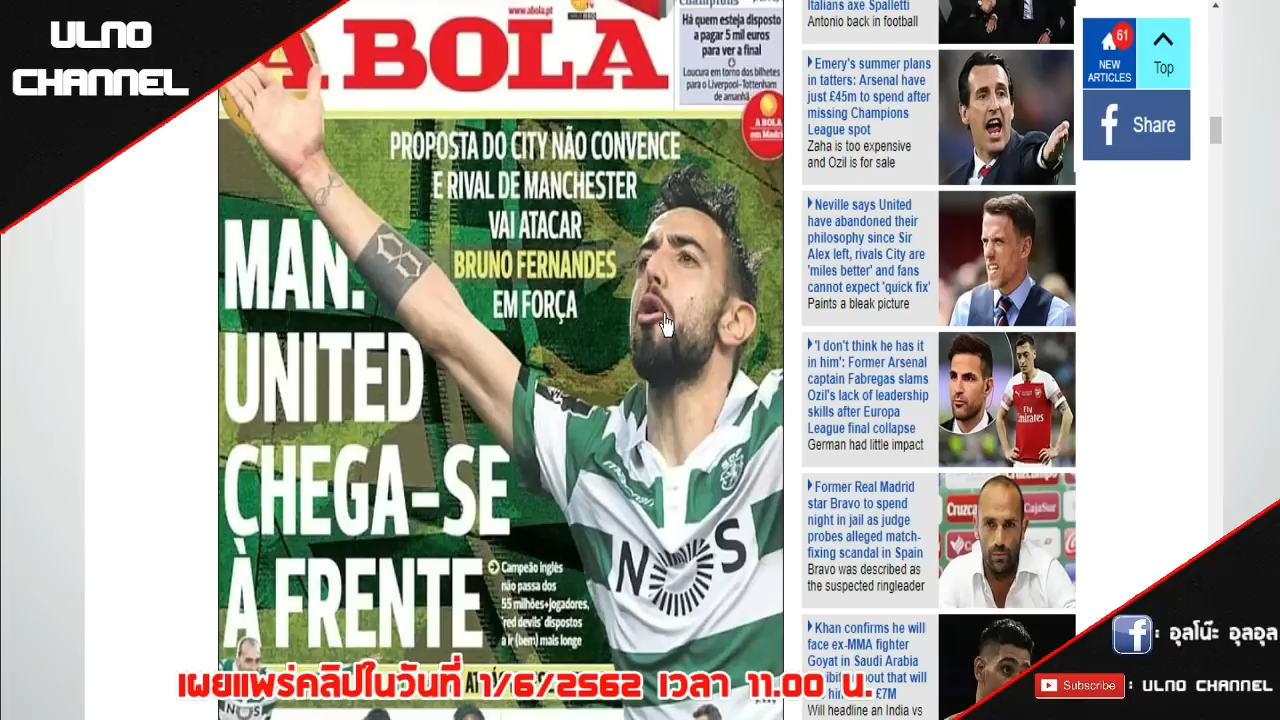 ULNO
CHANNEL
www.abola.pt
A BOLA
Há quem esteja disposto
a pagar 5 mil euros
para ver a final
Loucura em torno dos bilhetes
para o Liverpool-Tottenham
de amanhã
A BOLA
em Madrid
PROPOSTA DO CITY NÃO CONVENCE
E RIVAL DE MANCHESTER
VAI ATACAR
BRUNO FERNANDES
EM FORÇA
MAN.
UNITED
CHEGA-SE
À FRENTE
Campeão inglês
não passa dos
55 milhões+jogadores,
'red devils' dispostos
a ir (bem) mais longe
NOS
Italians axe Spalletti
Antonio back in football
Emery's summer plans
in tatters: Arsenal have
just £45m to spend after
missing Champions
League spot
Zaha is too expensive
and Ozil is for sale
Neville says United
have abandoned their
philosophy since Sir
Alex left, rivals City are
'miles better' and fans
cannot expect 'quick fix'
Paints a bleak picture
'I don't think he has it
in him': Former Arsenal
captain Fabregas slams
Ozil's lack of leadership
skills after Europa
League final collapse
German had little impact
Fly
Emirates
Former Real Madrid
star Bravo to spend
night in jail as judge
probes alleged match-
fixing scandal in Spain
Bravo was described as
the suspected ringleader
Cruzca
CajaSur
Khan confirms he will
face ex-MMA fighter
Goyat in Saudi Arabia
out that will
£7M
Will headline an India vs
61
NEW
ARTICLES
Top
Share
: อุลโน๊ะ อุลอุล
Subscribe : ULNO CHANNEL
เผยแพร่คลิปในวันที่ 1/6/2562 เวลา 11.00 น.